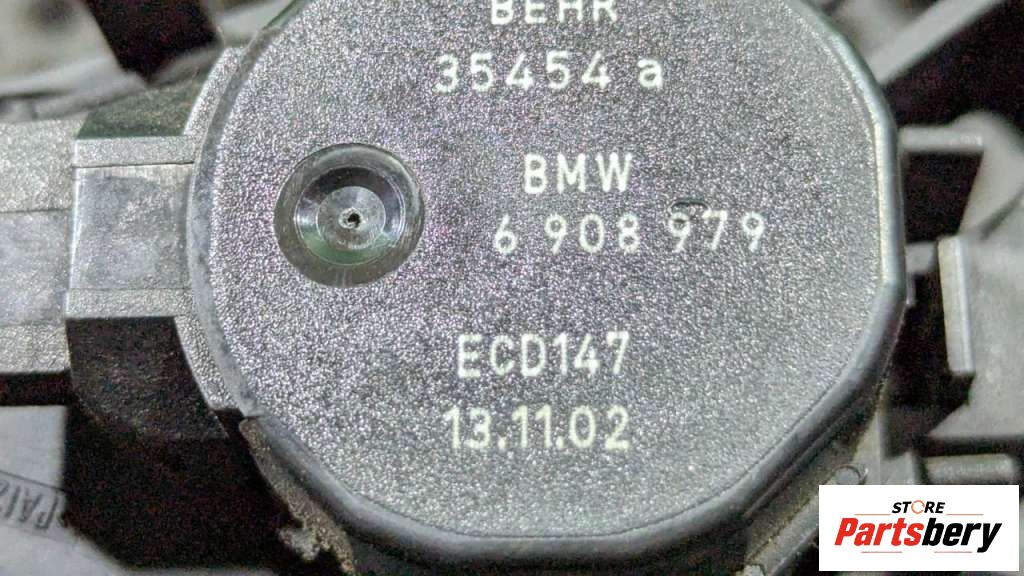 BEHR
35454 a
BMW
6 908 979
ECD147
13.11.02
STORE
Partsbery